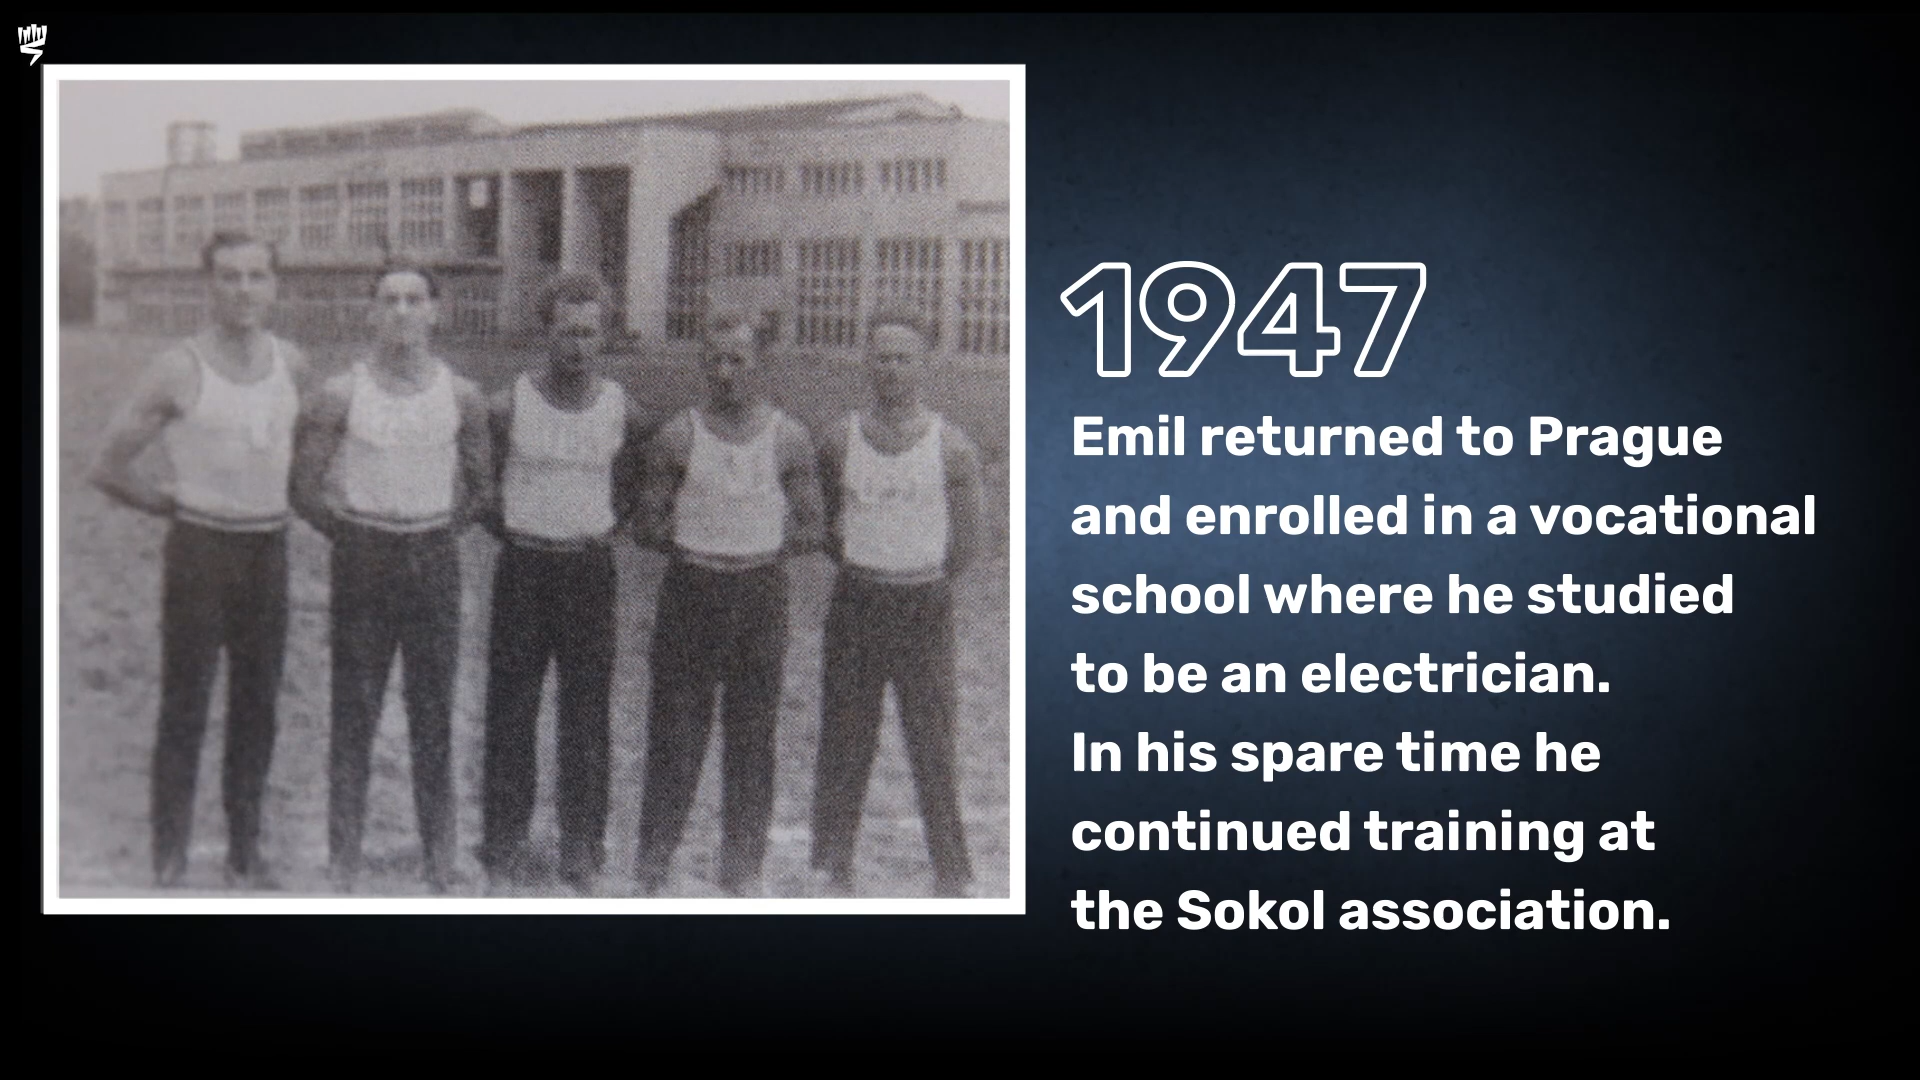 1947
Emil returned to Prague
and enrolled in a vocational
school where he studied
to be an electrician.
In his spare time he
continued training at
the Sokol association.